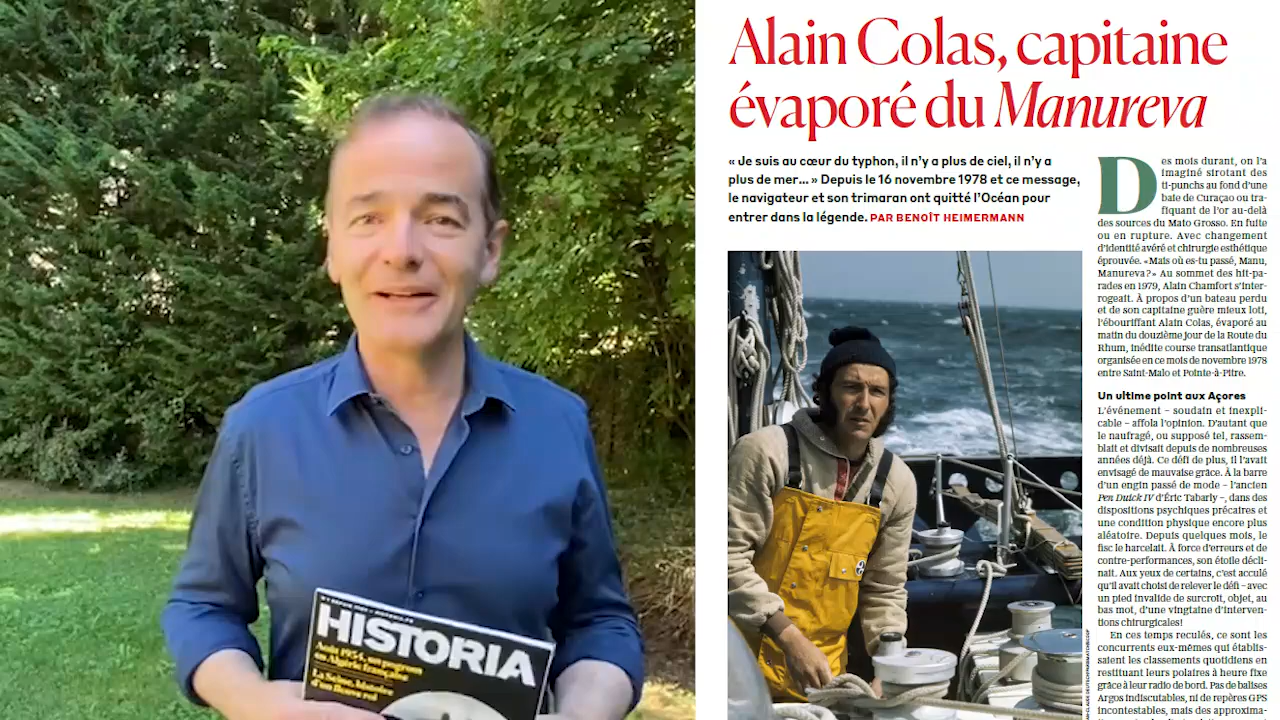 HISTORIA
Août 1954, un pogrom
en Algérie française
La Seine, histoire
d'un fleuve roi
Alain Colas, capitaine
évaporé du Manureva
« Je suis au cœur du typhon, il n'y a plus de ciel, il n'y a
plus de mer... » Depuis le 16 novembre 1978 et ce message,
le navigateur et son trimaran ont quitté l'Océan pour
entrer dans la légende. PAR BENOÎT HEIMERMANN
Des mois durant, on l'a
imaginé sirotant des
ti-punchs au fond d'une
baie de Curaçao ou tra-
fiquant de l'or au-delà
des sources du Mato Grosso. En fuite
ou en rupture. Avec changement
d'identité avéré et chirurgie esthétique
éprouvée. «Mais où es-tu passé, Manu,
Manureva?» Au sommet des hit-pa-
rades en 1979, Alain Chamfort s'inter-
rogeait. À propos d'un bateau perdu
et de son capitaine guère mieux loti,
l'ébouriffant Alain Colas, évaporé au
matin du douzième jour de la Route du
Rhum, inédite course transatlantique
organisée en ce mois de novembre 1978
entre Saint-Malo et Pointe-à-Pitre.
Un ultime point aux Açores
L'événement – soudain et inexpli-
cable – affola l'opinion. D'autant que
le naufragé, ou supposé tel, rassem-
blait et divisait depuis de nombreuses
années déjà. Ce défi de plus, il l'avait
envisagé de mauvaise grâce. À la barre
d'un engin passé de mode – l'ancien
Pen Duick IV d'Éric Tabarly –, dans des
dispositions psychiques précaires et
une condition physique encore plus
aléatoire. Depuis quelques mois, le
fisc le harcelait. À force d'erreurs et de
contre-performances, son étoile décli-
nait. Aux yeux de certains, c'est acculé
qu'il avait choisi de relever le défi – avec
un pied invalide de surcroît, objet, au
bas mot, d'une vingtaine d'interven-
tions chirurgicales!
En ces temps reculés, ce sont les
concurrents eux-mêmes qui établis-
saient les classements quotidiens en
restituant leurs polaires à heure fixe
grâce à leur radio de bord. Pas de balises
Argos indiscutables, ni de repères GPS
incontestables, mais des approxima-